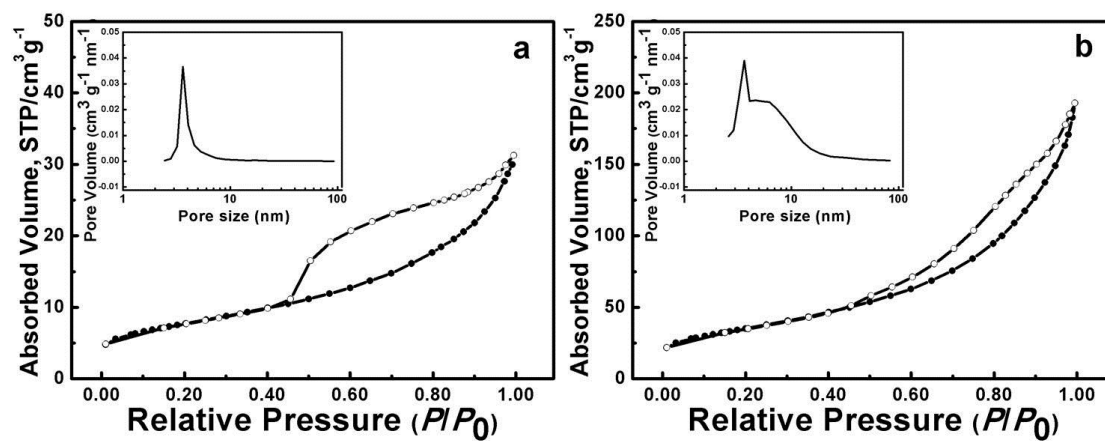 a
Absorbed Volume, STP/cm³g⁻¹
50
40
30
20
10
0
0.00 0.20 0.40 0.60 0.80 1.00
Relative Pressure (P/P₀)
Pore Volume (cm³ g⁻¹ nm⁻¹)
0.05
0.04
0.03
0.02
0.01
0.00
-0.01
1 10 100
Pore size (nm)
b
Absorbed Volume, STP/cm³g⁻¹
250
200
150
100
50
0
0.00 0.20 0.40 0.60 0.80 1.00
Relative Pressure (P/P₀)
Pore Volume (cm³ g⁻¹ nm⁻¹)
0.05
0.04
0.03
0.02
0.01
0.00
-0.01
1 10 100
Pore size (nm)